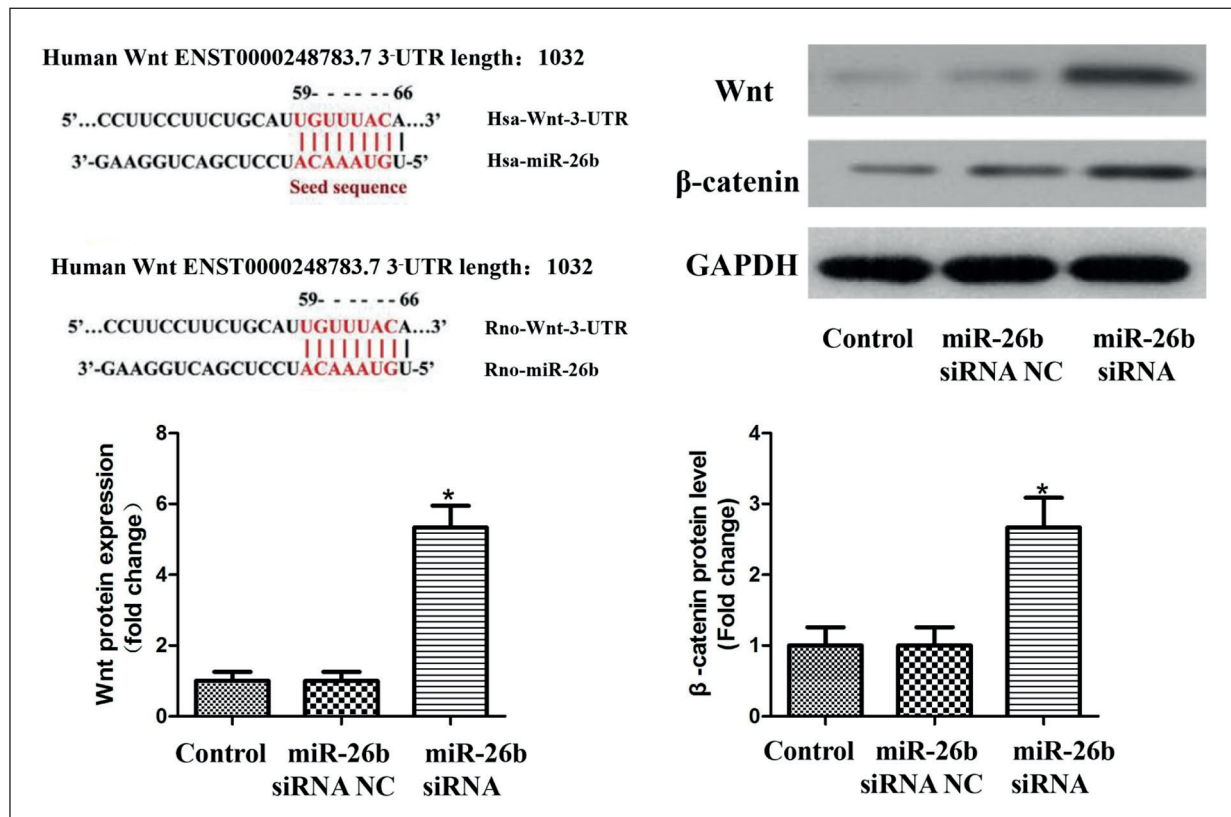 Human Wnt ENST0000248783.7 3-UTR length： 1032
59- - - - - - 66
5’...CCUUCCUUCUGCAUUGUUUACA...3’ Hsa-Wnt-3-UTR
3’-GAAGGUCAGCUCCUACAAAUGU-5’ Hsa-miR-26b
Seed sequence
Human Wnt ENST0000248783.7 3-UTR length： 1032
59- - - - - - 66
5’...CCUUCCUUCUGCAUUGUUUACA...3’ Rno-Wnt-3-UTR
3’-GAAGGUCAGCUCCUACAAAUGU-5’ Rno-miR-26b
Wnt
β-catenin
GAPDH
Control miR-26b miR-26b
siRNA NC siRNA
Wnt protein expression
（fold change）
8
6
4
2
0
*
Control miR-26b miR-26b
siRNA NC siRNA
β -catenin protein level
(Fold change)
4
3
2
1
0
*
Control miR-26b miR-26b
siRNA NC siRNA